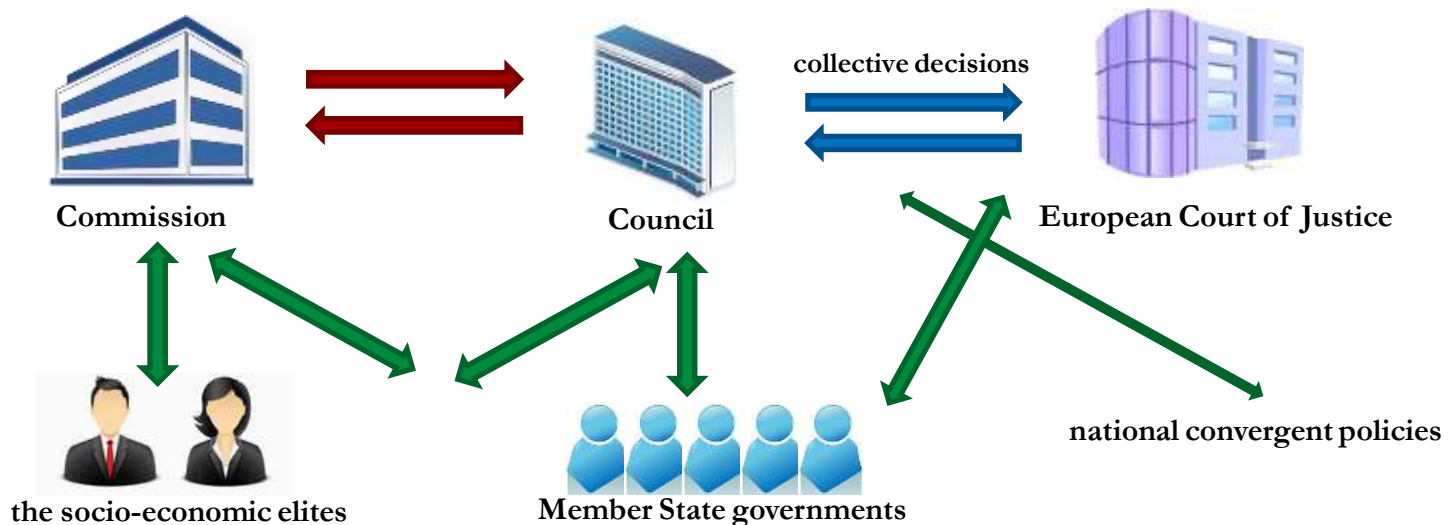 collective decisions
Commission
Council
European Court of Justice
national convergent policies
the socio-economic elites
Member State governments